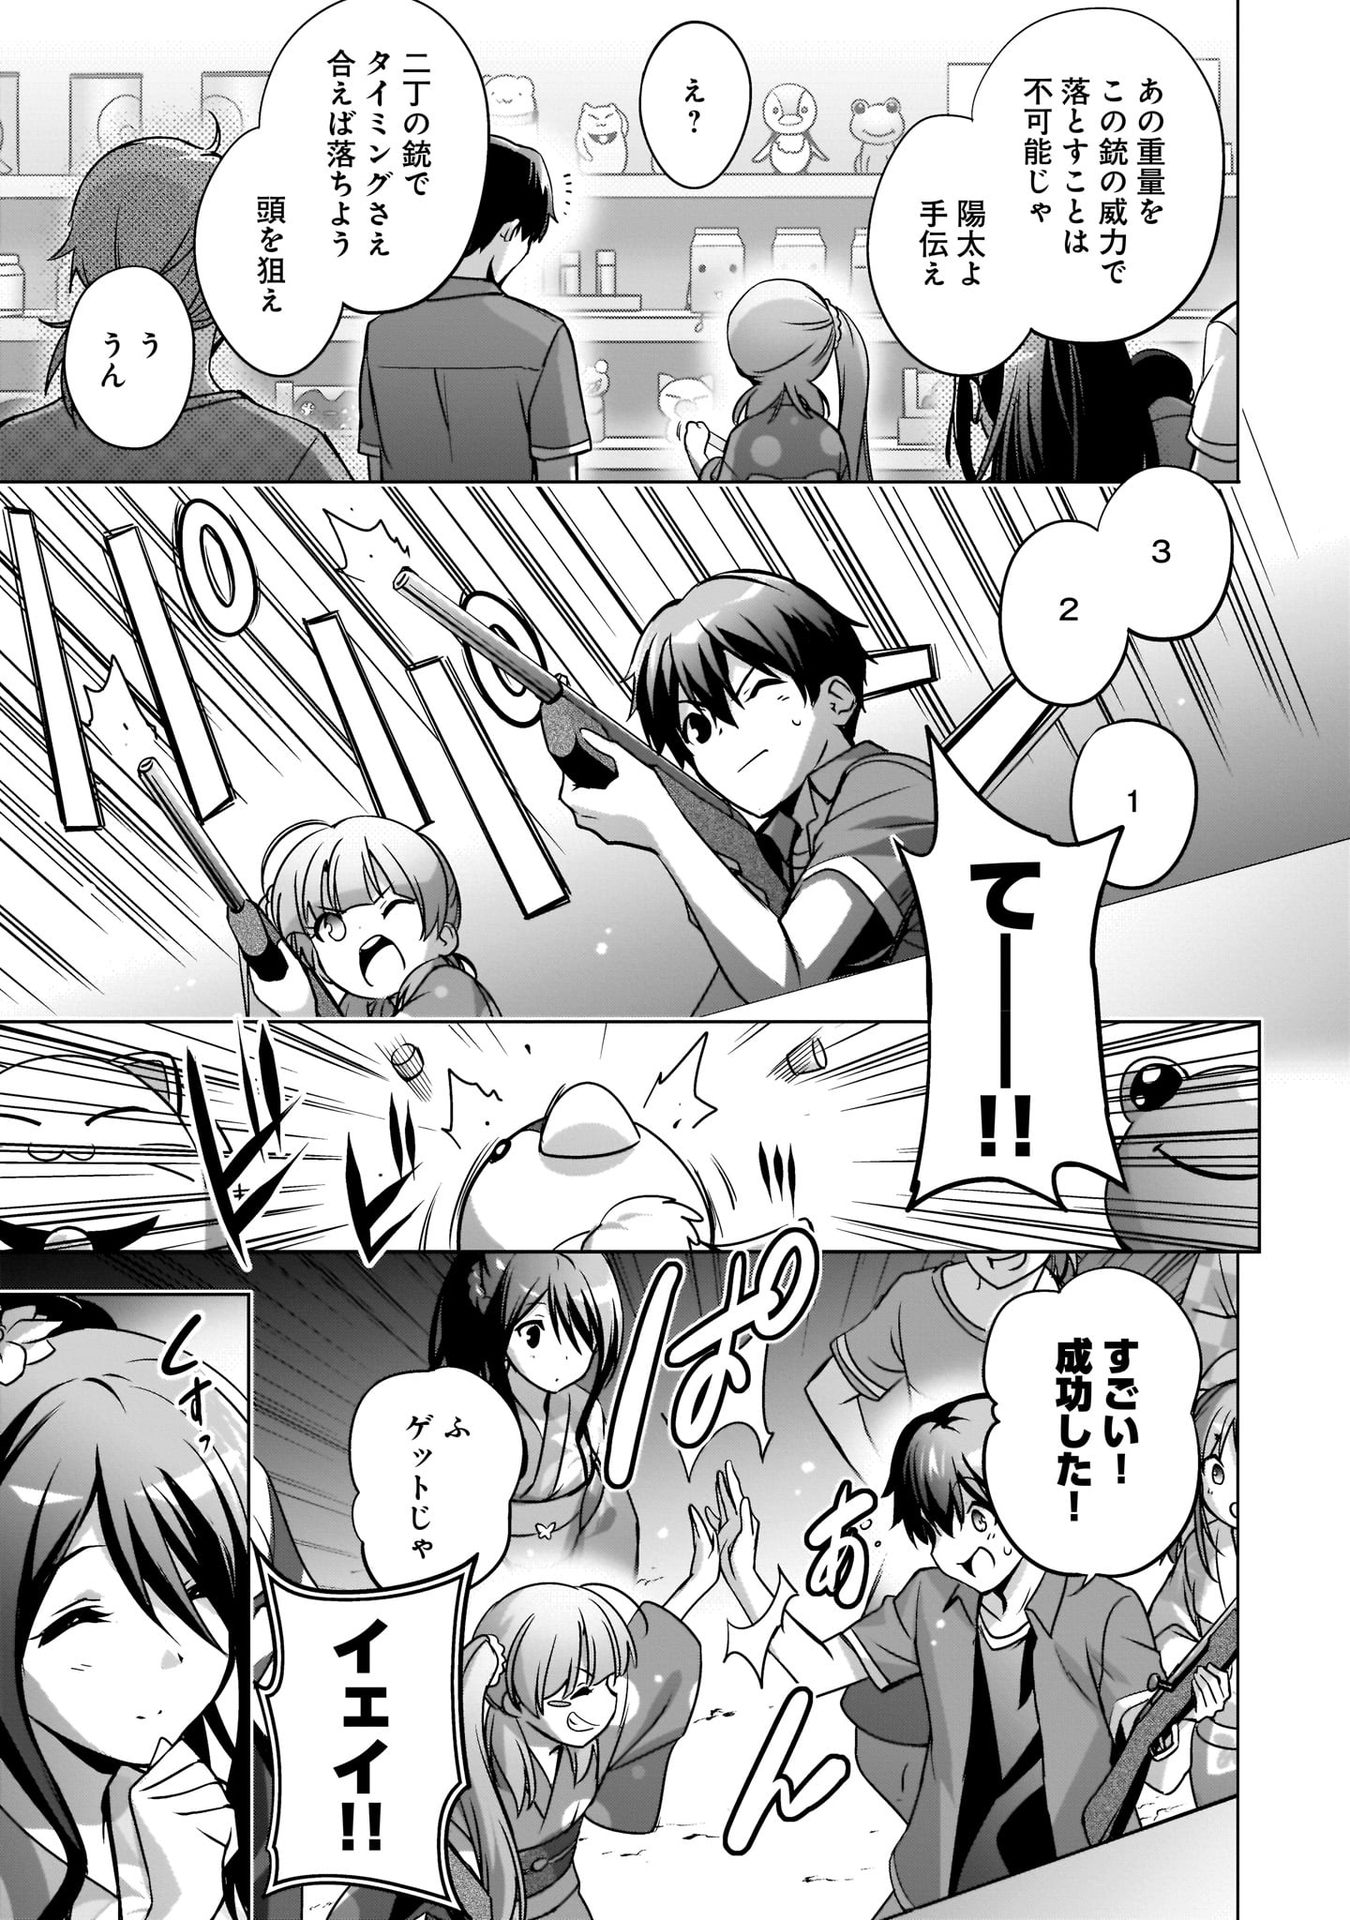 あの重量を
この銃の威力で
落とすことは
不可能じゃ
陽太よ
手伝え
え?
二丁の銃で
タイミングさえ
合えば落ちよう
頭を狙え
う
うん
3
2
1
てーー!!
ドドッ
すごい!
成功した!
ぱあん
ふ
ゲットじゃ
イェイ!!
くすっ